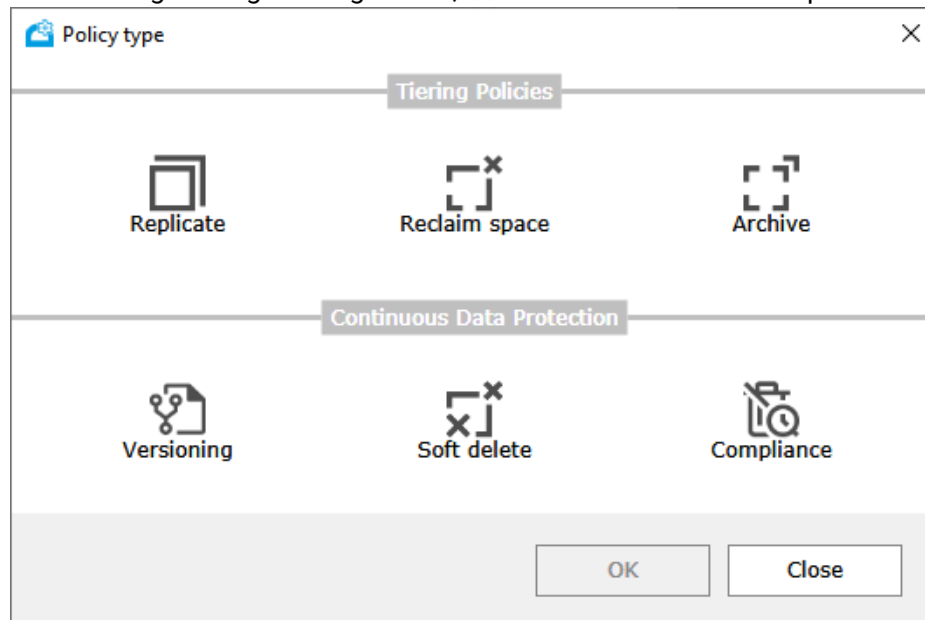 Policy type
Tiering Policies
Replicate
Reclaim space
Archive
Continuous Data Protection
Versioning
Soft delete
Compliance
OK
Close